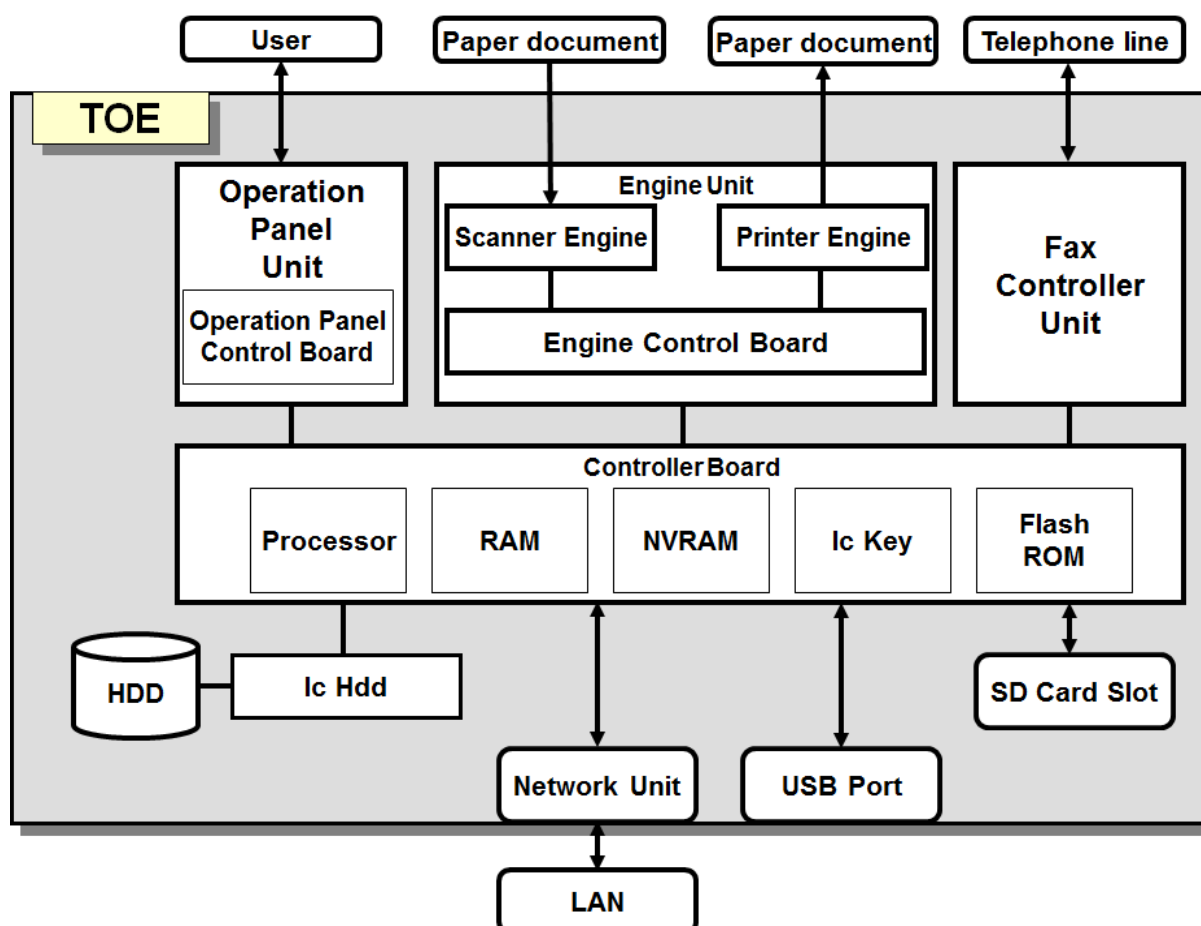 User
Paper document
Paper document
Telephone line
TOE
Operation
Panel
Unit
Operation Panel
Control Board
Engine Unit
Scanner Engine
Printer Engine
Engine Control Board
Fax
Controller
Unit
Controller Board
Processor
RAM
NVRAM
Ic Key
Flash
ROM
HDD
Ic Hdd
SD Card Slot
Network Unit
USB Port
LAN